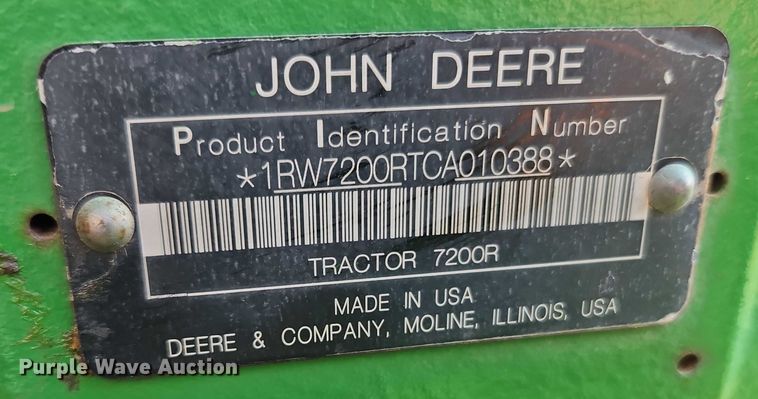 JOHN DEERE
Product Identification Number
*1RW7200RTCA010388*
TRACTOR 7200R
MADE IN USA
DEERE & COMPANY, MOLINE, ILLINOIS, USA
Purple Wave Auction